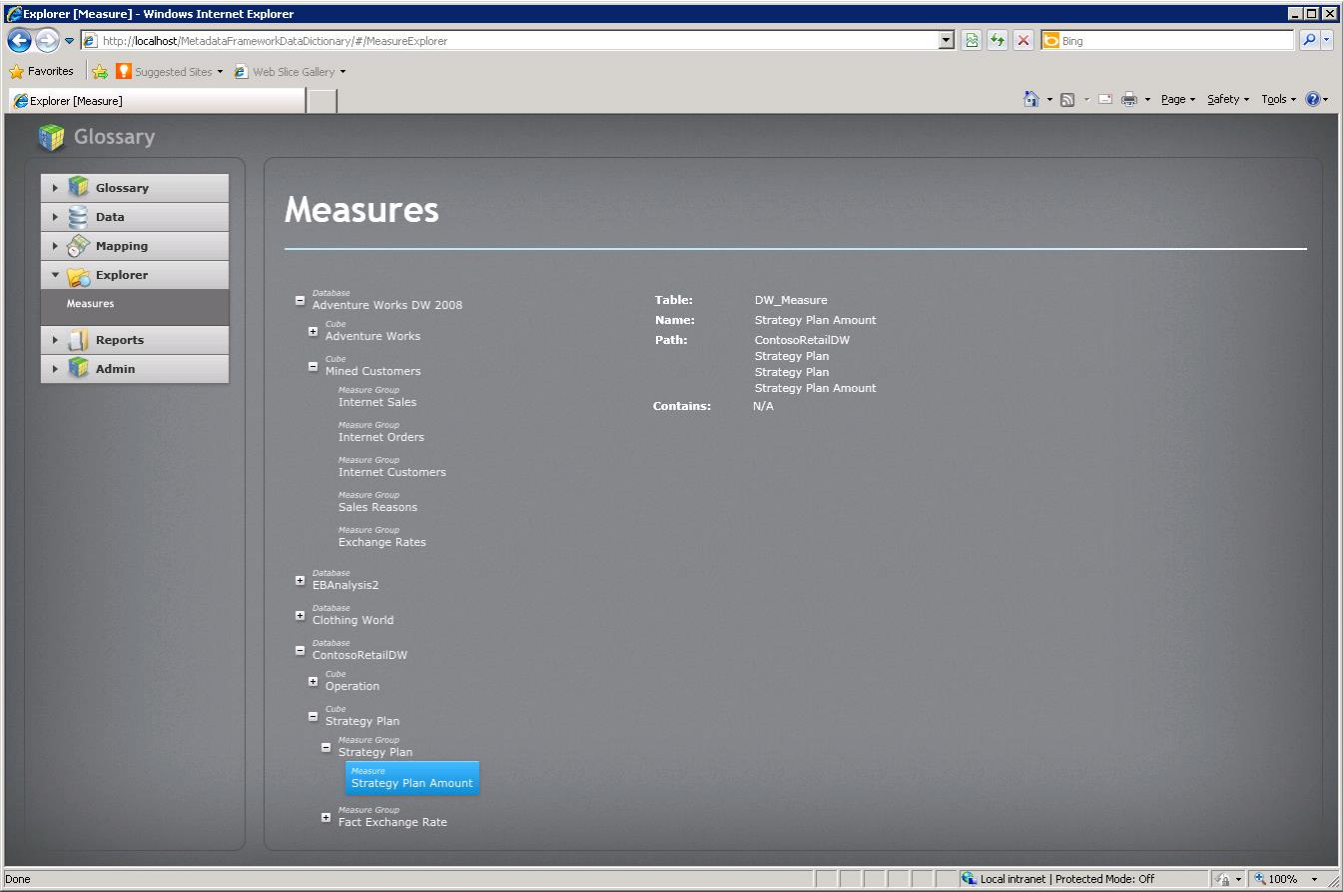 Explorer [Measure] - Windows Internet Explorer
http://localhost/MetadataFrameworkDataDictionary/#/MeasureExplorer
Bing
Favorites
Suggested Sites
Web Slice Gallery
Explorer [Measure]
Page
Safety
Tools
Glossary
Glossary
Data
Mapping
Explorer
Measures
Reports
Admin
Measures
Database
Adventure Works DW 2008
Cube
Adventure Works
Cube
Mined Customers
Measure Group
Internet Sales
Measure Group
Internet Orders
Measure Group
Internet Customers
Measure Group
Sales Reasons
Measure Group
Exchange Rates
Database
EBAnalysis2
Database
Clothing World
Database
ContosoRetailDW
Cube
Operation
Cube
Strategy Plan
Measure Group
Strategy Plan
Measure
Strategy Plan Amount
Measure Group
Fact Exchange Rate
Table: DW_Measure
Name: Strategy Plan Amount
Path: ContosoRetailDW
Strategy Plan
Strategy Plan
Strategy Plan Amount
Contains: N/A
Done
Local intranet | Protected Mode: Off
100%